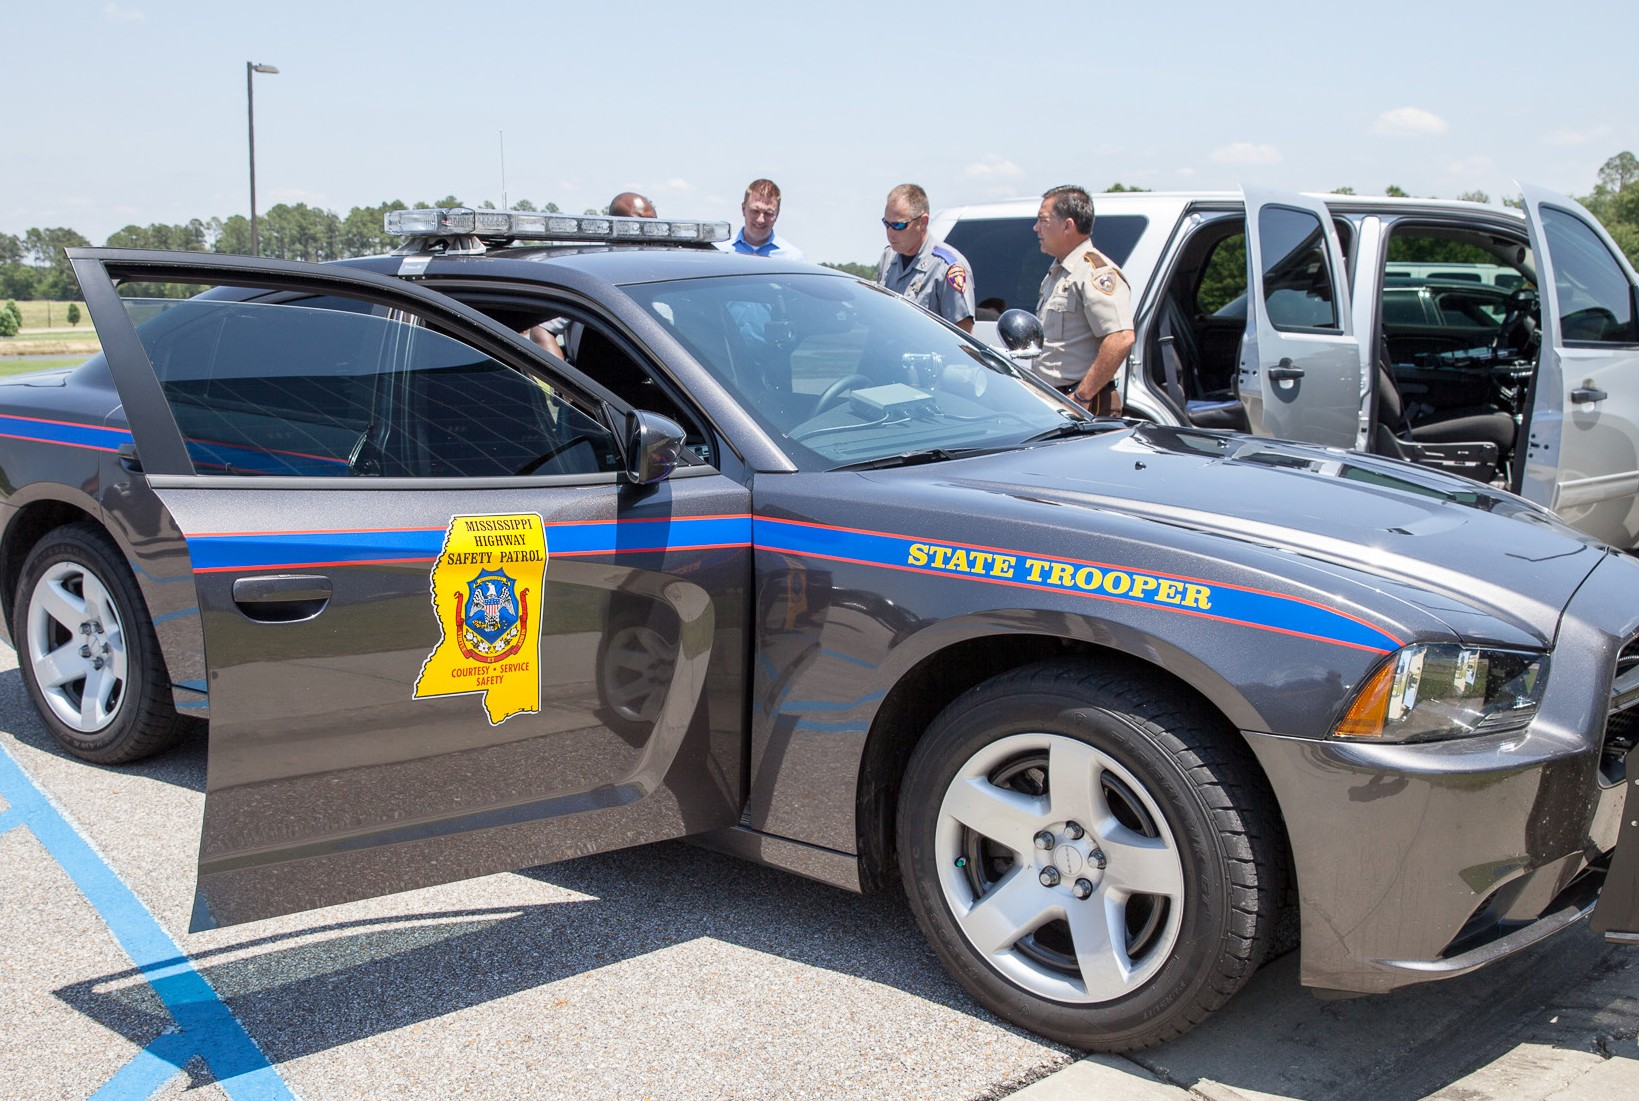 MISSISSIPPI
HIGHWAY
SAFETY PATROL
COURTESY • SERVICE
SAFETY
STATE TROOPER